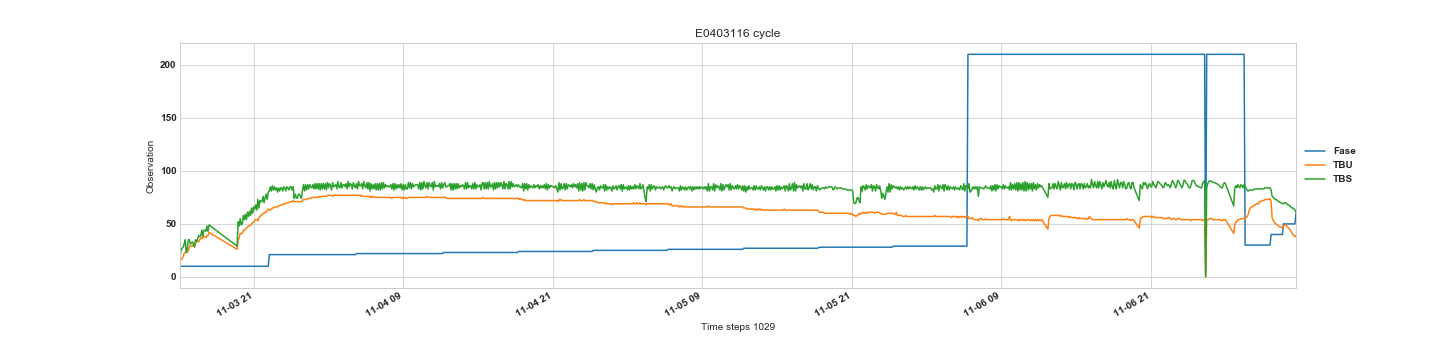 E0403116 cycle
200
150
100
50
0
Observation
11-03 21
11-04 09
11-04 21
11-05 09
11-05 21
11-06 09
11-06 21
Time steps 1029
Fase
TBU
TBS